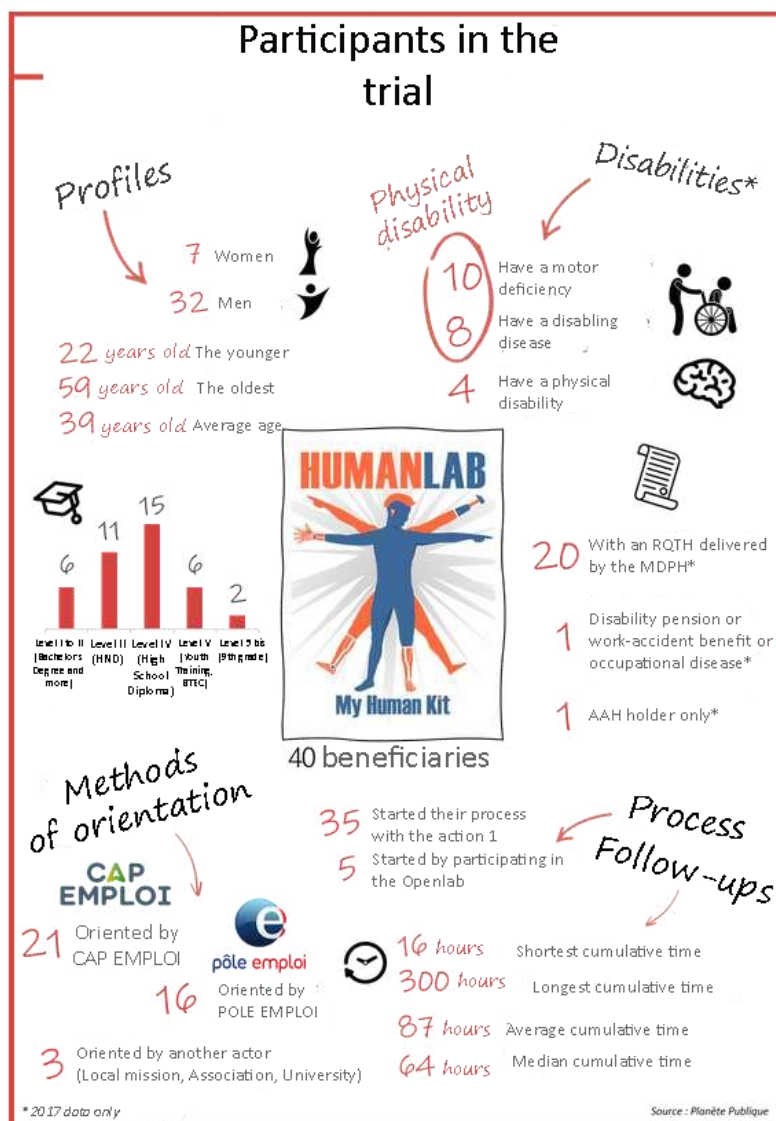 Participants in the
trial
Profiles
7 Women
32 Men
22 years old The younger
59 years old The oldest
39 years old Average age
Physical
disability
Disabilities*
10 Have a motor
deficiency
8 Have a disabling
disease
4 Have a physical
disability
6
11
15
6
2
Level I to II
(Bachelors
Degree and
more)
Level II
(HND)
Level IV
(High
School
Diploma)
Level V
(Youth
Training,
BTEC)
Level 5 bis
(9th grade)
HUMANLAB
My Human Kit
40 beneficiaries
20 With an RQTH delivered
by the MDPH*
1 Disability pension or
work-accident benefit or
occupational disease*
1 AAH holder only*
Methods
of orientation
CAP
EMPLOI
21 Oriented by
CAP EMPLOI
pôle emploi
16 Oriented by
POLE EMPLOI
3 Oriented by another actor
(Local mission, Association, University)
Process
Follow-ups
35 Started their process
with the action 1
5 Started by participating in
the Openlab
16 hours Shortest cumulative time
300 hours Longest cumulative time
87 hours Average cumulative time
64 hours Median cumulative time
* 2017 data only
Source : Planète Publique